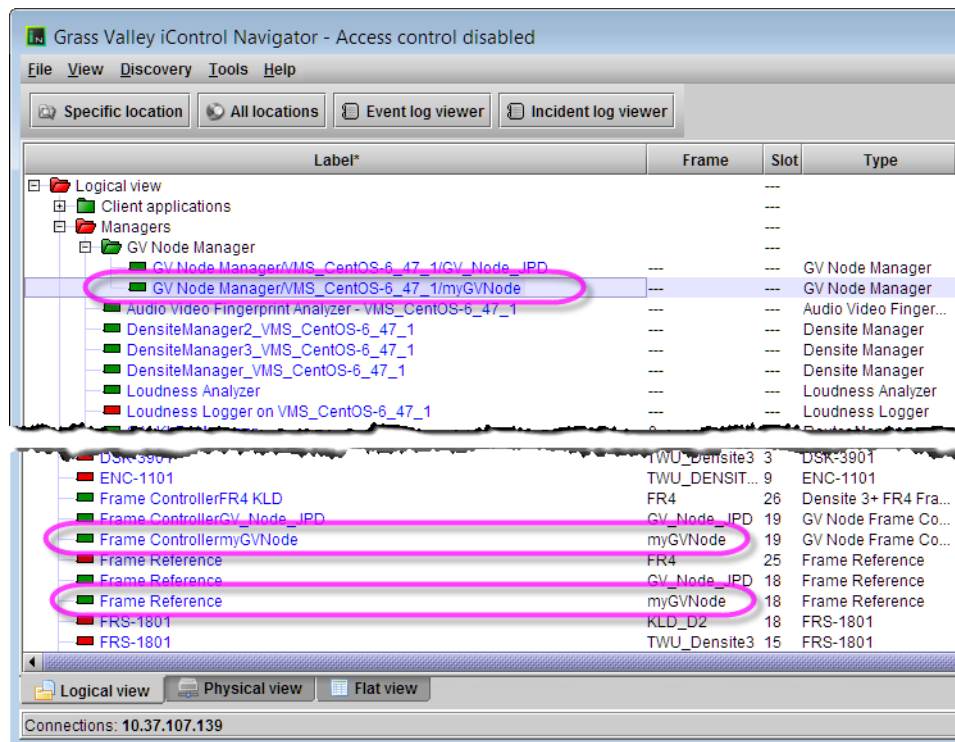 Grass Valley iControl Navigator - Access control disabled
File View Discovery Tools Help
Specific location All locations Event log viewer Incident log viewer
Label* Frame Slot Type
Logical view ---
Client applications ---
Managers ---
GV Node Manager ---
GV Node Manager/VMS_CentOS-6_47_1/GV_Node_JPD --- --- GV Node Manager
GV Node Manager/VMS_CentOS-6_47_1/myGVNode --- --- GV Node Manager
Audio Video Fingerprint Analyzer - VMS_CentOS-6_47_1 --- --- Audio Video Finger...
DensiteManager2_VMS_CentOS-6_47_1 --- --- Densite Manager
DensiteManager3_VMS_CentOS-6_47_1 --- --- Densite Manager
DensiteManager_VMS_CentOS-6_47_1 --- --- Densite Manager
Loudness Analyzer --- --- Loudness Analyzer
Loudness Logger on VMS_CentOS-6_47_1 --- --- Loudness Logger
DSK-3901 TWU_Densite3 3 DSK-3901
ENC-1101 TWU_DENSIT... 9 ENC-1101
Frame ControllerFR4 KLD FR4 26 Densite 3+ FR4 Fra...
Frame ControllerGV_Node_JPD GV_Node_JPD 19 GV Node Frame Co...
Frame ControllermyGVNode myGVNode 19 GV Node Frame Co...
Frame Reference FR4 25 Frame Reference
Frame Reference GV_Node_JPD 18 Frame Reference
Frame Reference myGVNode 18 Frame Reference
FRS-1801 KLD_D2 18 FRS-1801
FRS-1801 TWU_Densite3 15 FRS-1801
Logical view Physical view Flat view
Connections: 10.37.107.139